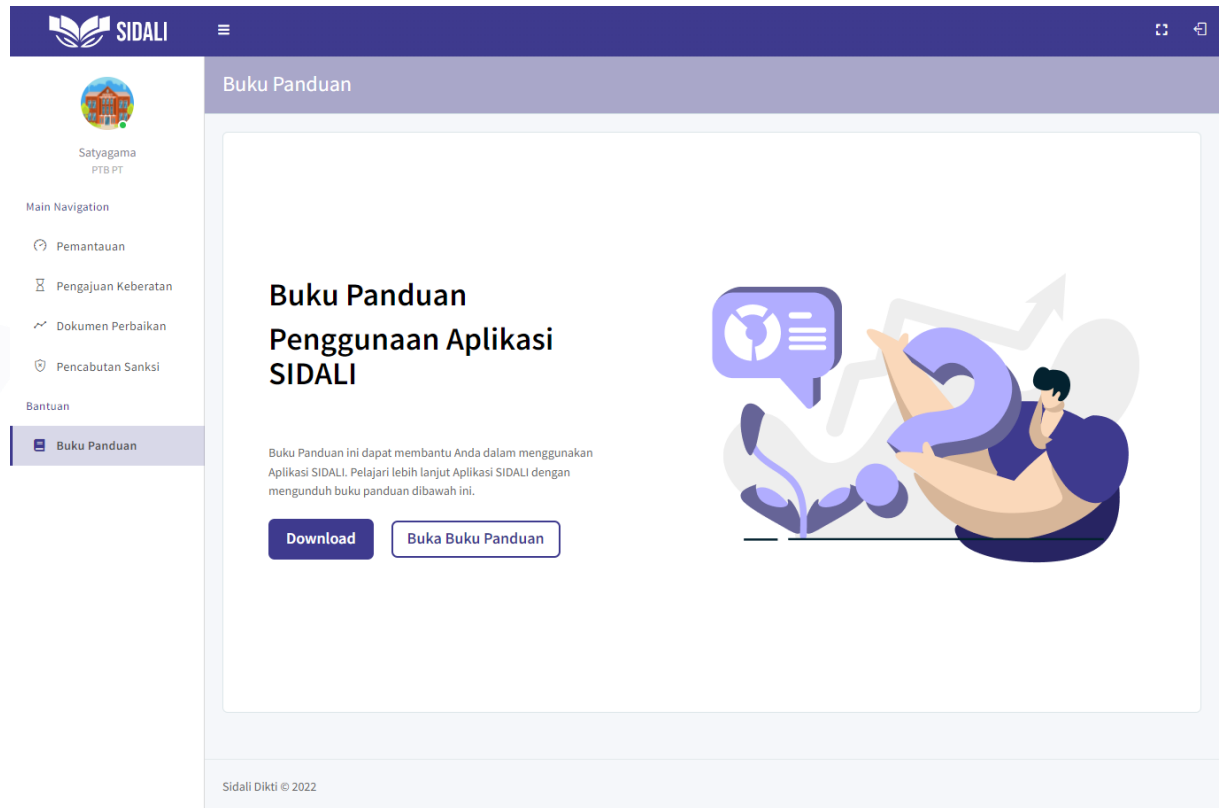 SIDALI
Buku Panduan
Satyagama
PTB PT
Main Navigation
Pemantauan
Pengajuan Keberatan
Dokumen Perbaikan
Pencabutan Sanksi
Bantuan
Buku Panduan
Buku Panduan
Penggunaan Aplikasi
SIDALI
Buku Panduan ini dapat membantu Anda dalam menggunakan
Aplikasi SIDALI. Pelajari lebih lanjut Aplikasi SIDALI dengan
mengunduh buku panduan dibawah ini.
Download
Buka Buku Panduan
Sidali Dikti © 2022